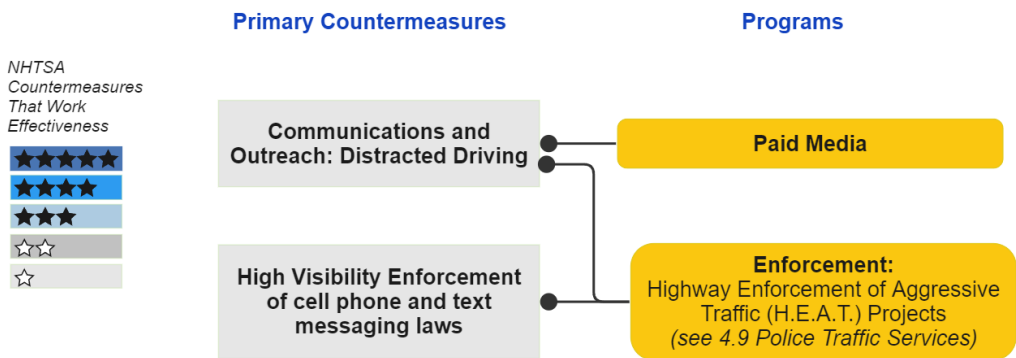 Primary Countermeasures
Programs
NHTSA
Countermeasures
That Work
Effectiveness
Communications and
Outreach: Distracted Driving
Paid Media
High Visibility Enforcement
of cell phone and text
messaging laws
Enforcement:
Highway Enforcement of Aggressive
Traffic (H.E.A.T.) Projects
(see 4.9 Police Traffic Services)